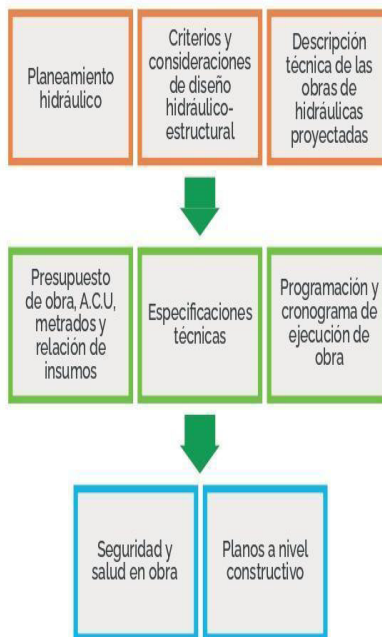 Planeamiento
hidráulico
Criterios y
consideraciones
de diseño
hidráulico-
estructural
Descripción
técnica de las
obras de
hidráulicas
proyectadas
Presupuesto
de obra, A.C.U,
metrados y
relación de
insumos
Especificaciones
técnicas
Programación y
cronograma de
ejecución de
obra
Seguridad y
salud en obra
Planos a nivel
constructivo